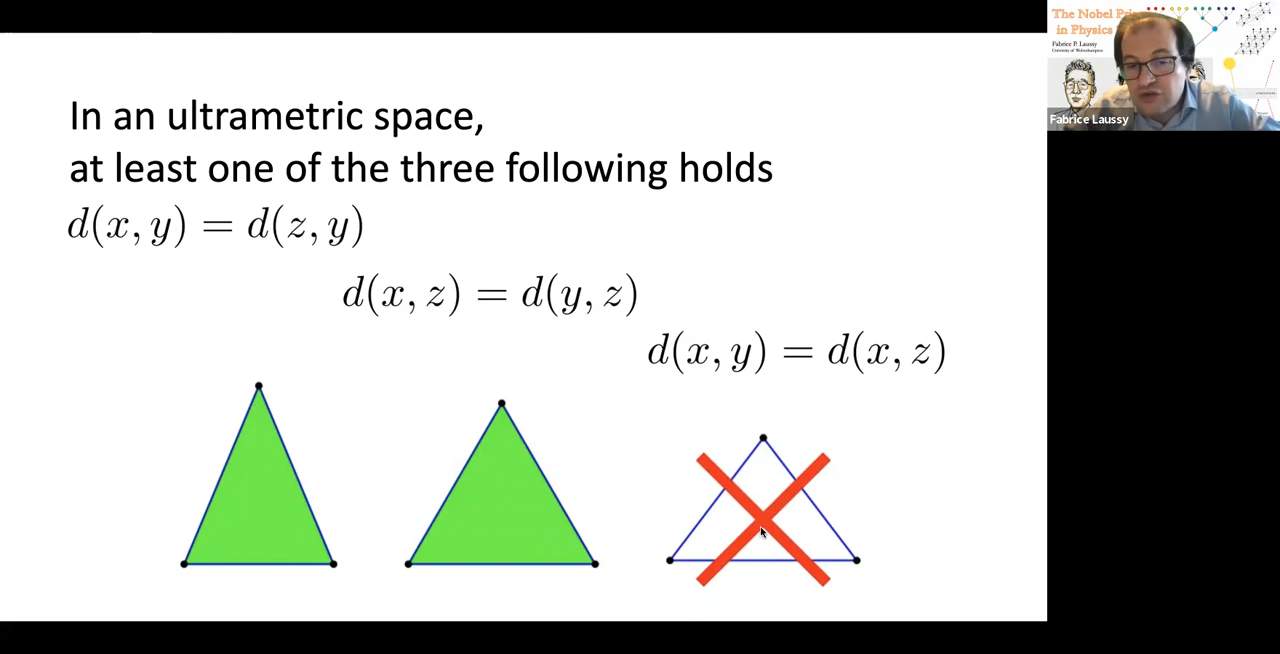 In an ultrametric space,
at least one of the three following holds
d(x, y) = d(z, y)
d(x, z) = d(y, z)
d(x, y) = d(x, z)
The Nobel Pri
in Physics
Fabrice P. Laussy
University of Wolverhampton
Fabrice Laussy